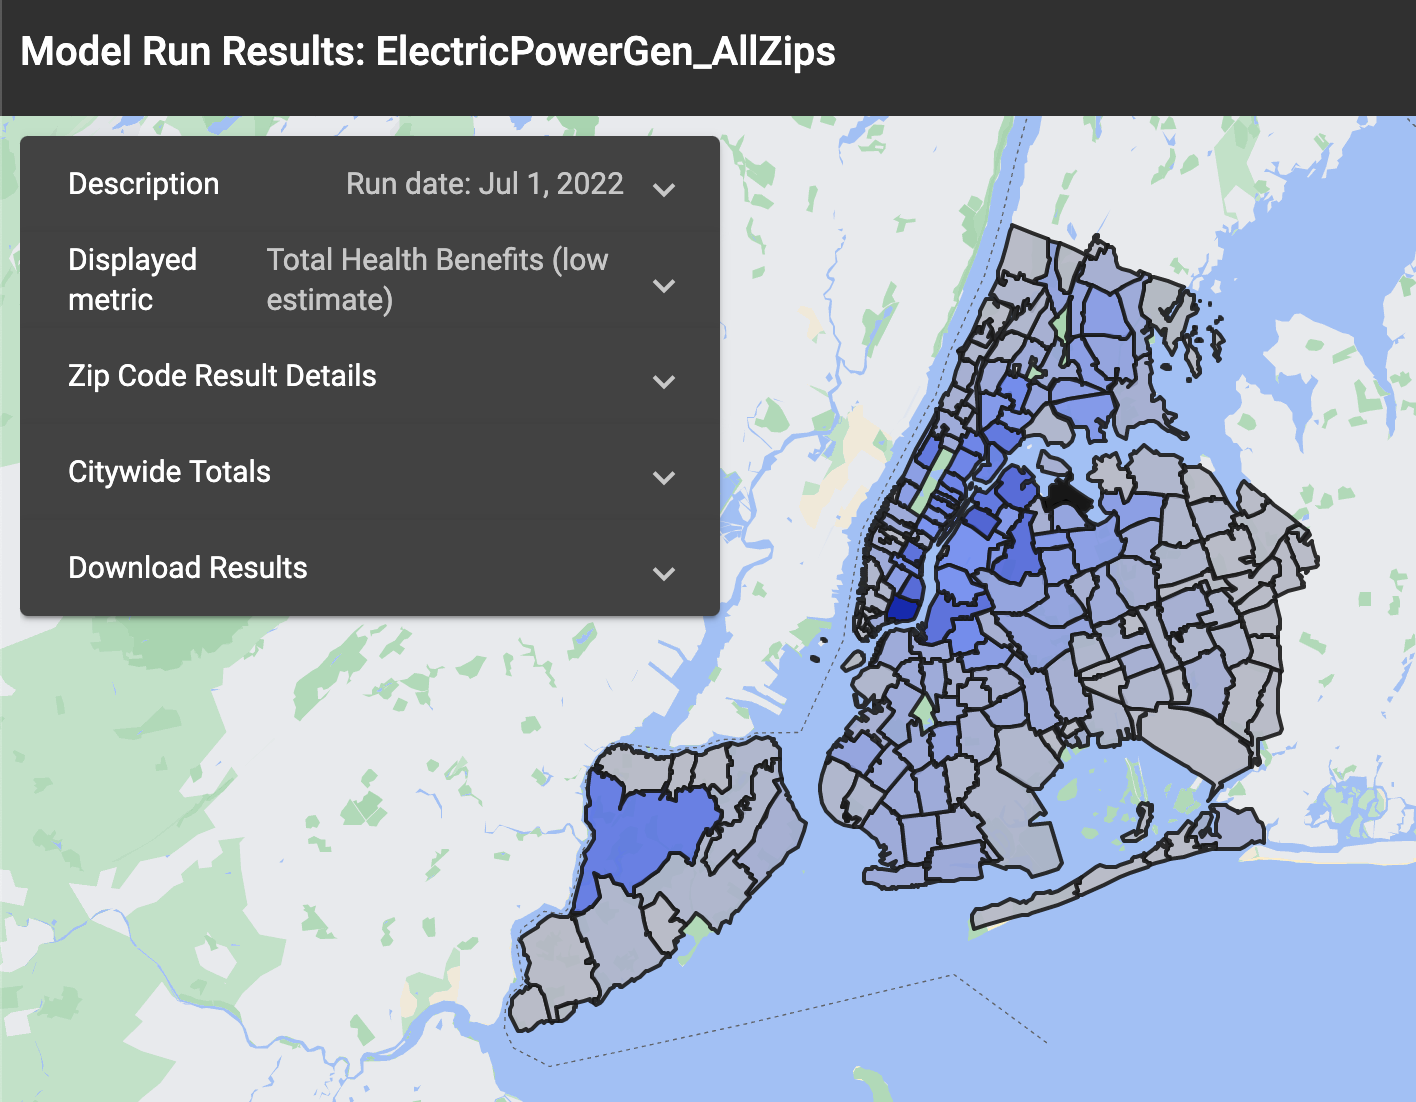 Model Run Results: ElectricPowerGen_AllZips
Description Run date: Jul 1, 2022
Displayed metric
Total Health Benefits (low estimate)
Zip Code Result Details
Citywide Totals
Download Results